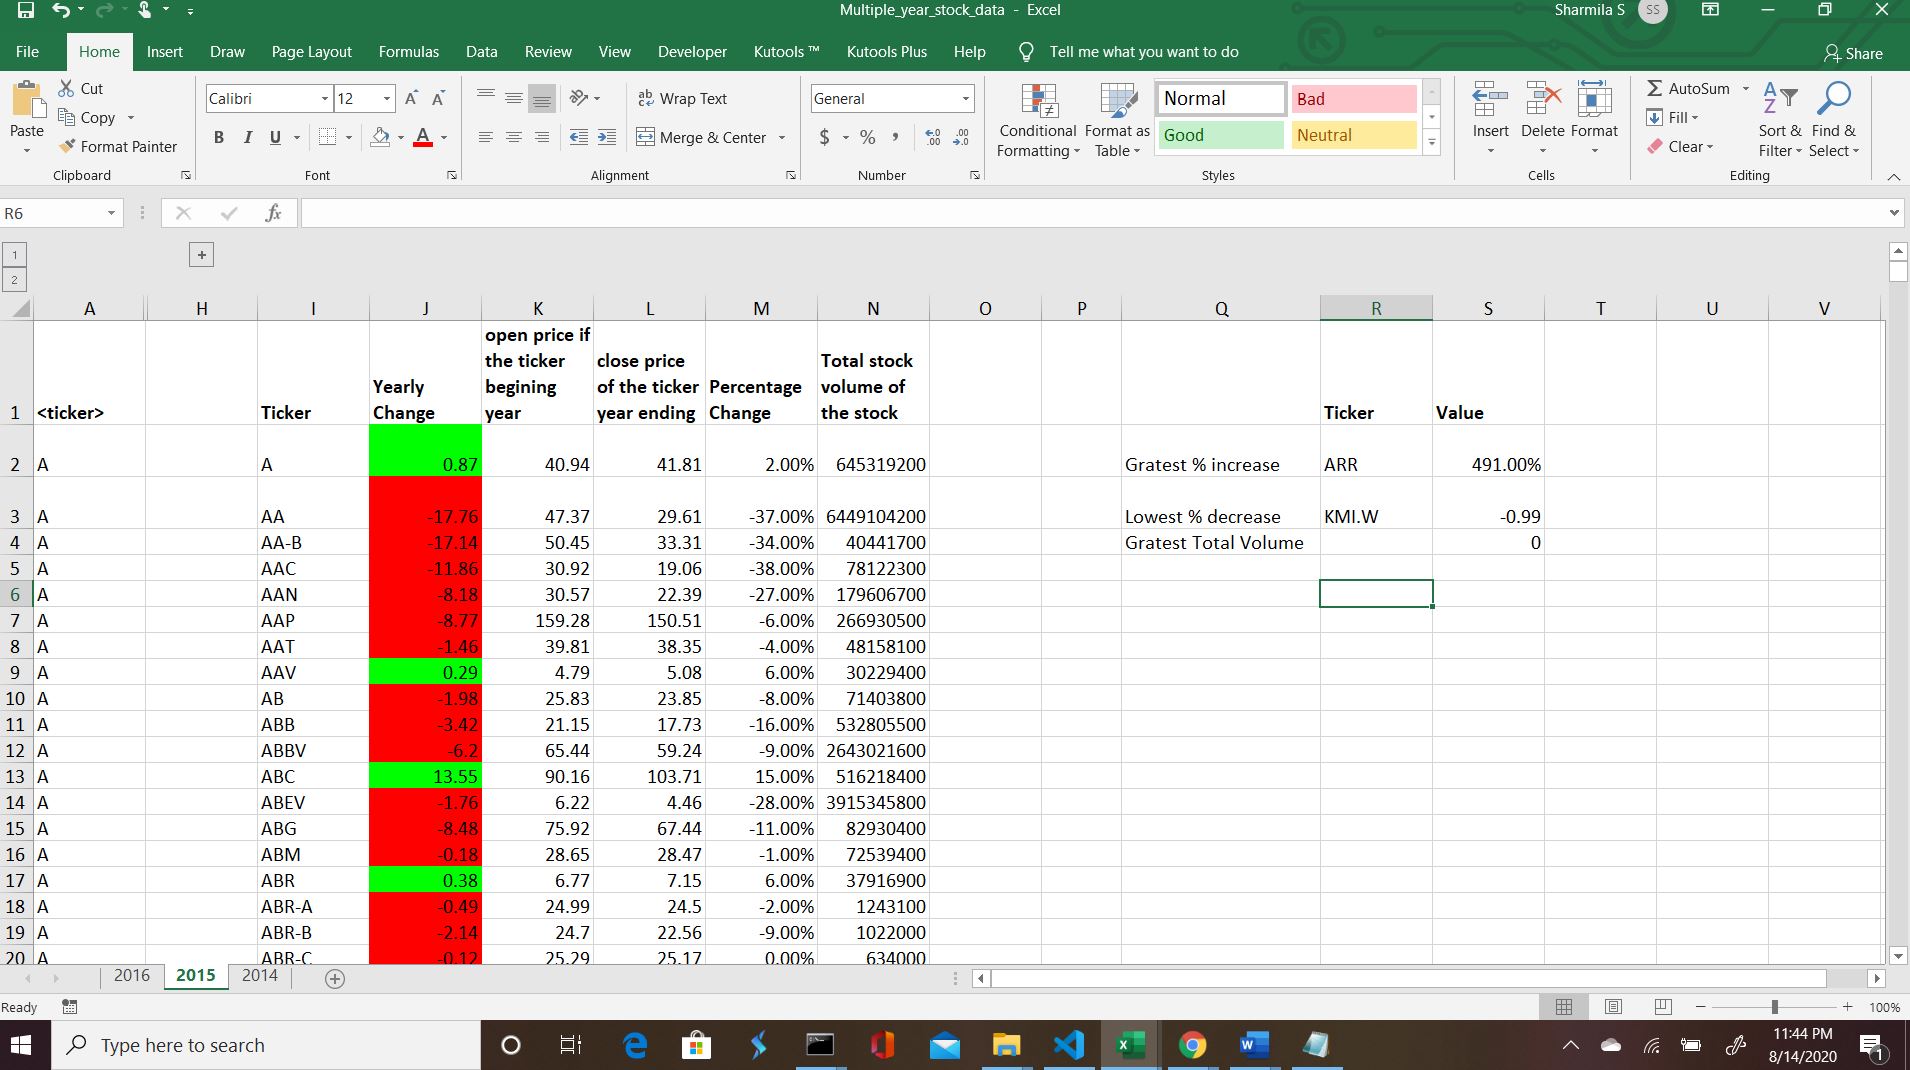 Multiple_year_stock_data - Excel
Sharmila S SS
File Home Insert Draw Page Layout Formulas Data Review View Developer Kutools ™ Kutools Plus Help Tell me what you want to do Share
Paste
Cut
Copy
Format Painter
Clipboard
Calibri 12
B I U
Font
Wrap Text
Merge & Center
Alignment
General
$ % ,
Number
Conditional Formatting
Format as Table
Normal Bad
Good Neutral
Styles
Insert Delete Format
Cells
AutoSum
Fill
Clear
Sort & Filter
Find & Select
Editing
R6 fx
1
2
+
A H I J K L M N O P Q R S T U V
1 <ticker> Ticker Yearly Change open price if the ticker begining year close price of the ticker year ending Percentage Change Total stock volume of the stock Ticker Value
2 A A 0.87 40.94 41.81 2.00% 645319200 Gratest % increase ARR 491.00%
3 A AA -17.76 47.37 29.61 -37.00% 6449104200 Lowest % decrease KMI.W -0.99
4 A AA-B -17.14 50.45 33.31 -34.00% 40441700 Gratest Total Volume 0
5 A AAC -11.86 30.92 19.06 -38.00% 78122300
6 A AAN -8.18 30.57 22.39 -27.00% 179606700
7 A AAP -8.77 159.28 150.51 -6.00% 266930500
8 A AAT -1.46 39.81 38.35 -4.00% 48158100
9 A AAV 0.29 4.79 5.08 6.00% 30229400
10 A AB -1.98 25.83 23.85 -8.00% 71403800
11 A ABB -3.42 21.15 17.73 -16.00% 532805500
12 A ABBV -6.2 65.44 59.24 -9.00% 2643021600
13 A ABC 13.55 90.16 103.71 15.00% 516218400
14 A ABEV -1.76 6.22 4.46 -28.00% 3915345800
15 A ABG -8.48 75.92 67.44 -11.00% 82930400
16 A ABM -0.18 28.65 28.47 -1.00% 72539400
17 A ABR 0.38 6.77 7.15 6.00% 37916900
18 A ABR-A -0.49 24.99 24.5 -2.00% 1243100
19 A ABR-B -2.14 24.7 22.56 -9.00% 1022000
20 A ABR-C -0.12 25.29 25.17 0.00% 634000
2016 2015 2014
Ready 100%
Type here to search
11:44 PM
8/14/2020
1